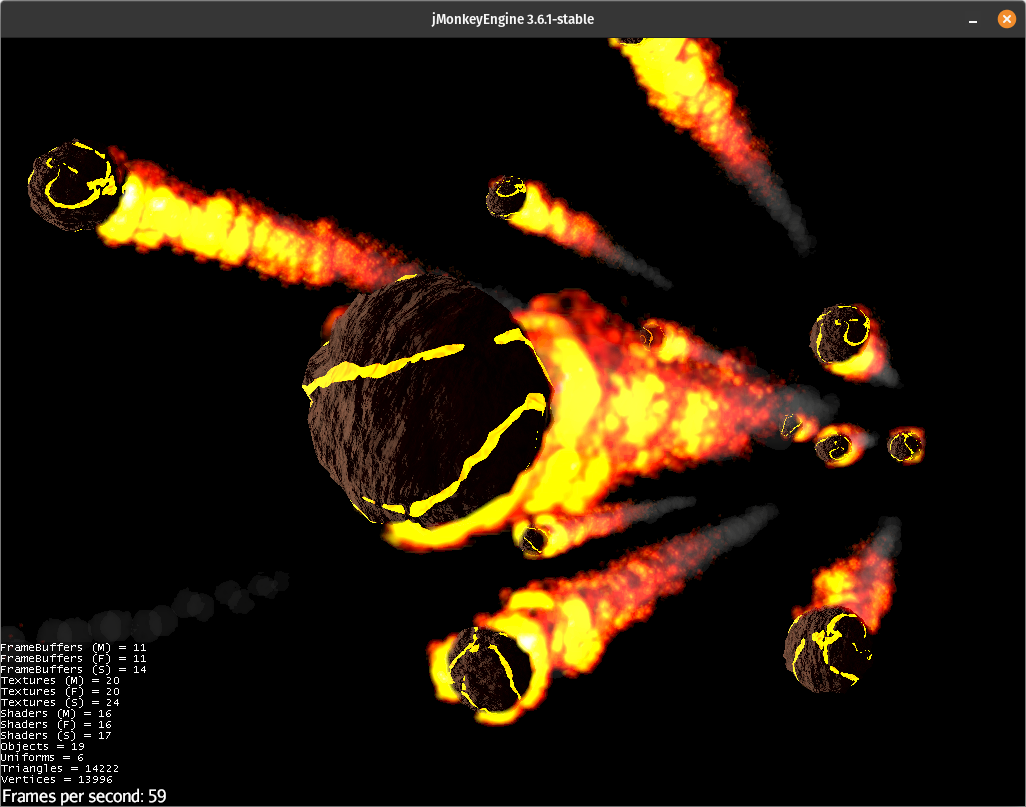 jMonkeyEngine 3.6.1-stable
FrameBuffers (M) = 11
FrameBuffers (F) = 11
FrameBuffers (S) = 14
Textures (M) = 20
Textures (F) = 20
Textures (S) = 24
Shaders (M) = 16
Shaders (F) = 16
Shaders (S) = 17
Objects = 19
Uniforms = 6
Triangles = 14222
Vertices = 13996
Frames per second: 59